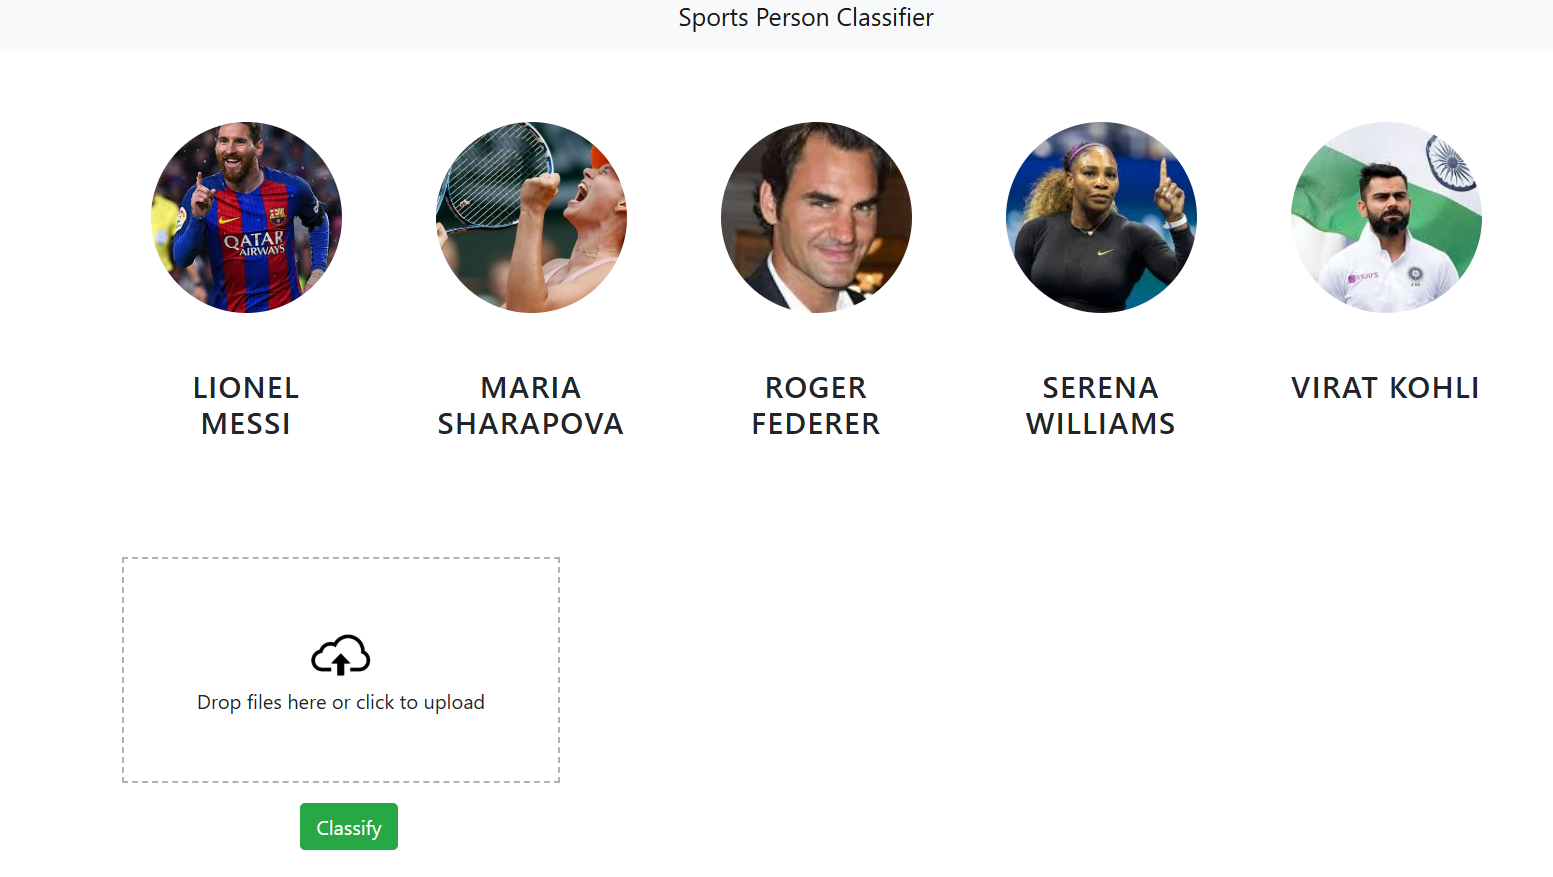 Sports Person Classifier
QATAR
AIRWAYS
LIONEL
MESSI
MARIA
SHARAPOVA
ROGER
FEDERER
SERENA
WILLIAMS
VIRAT KOHLI
Drop files here or click to upload
Classify